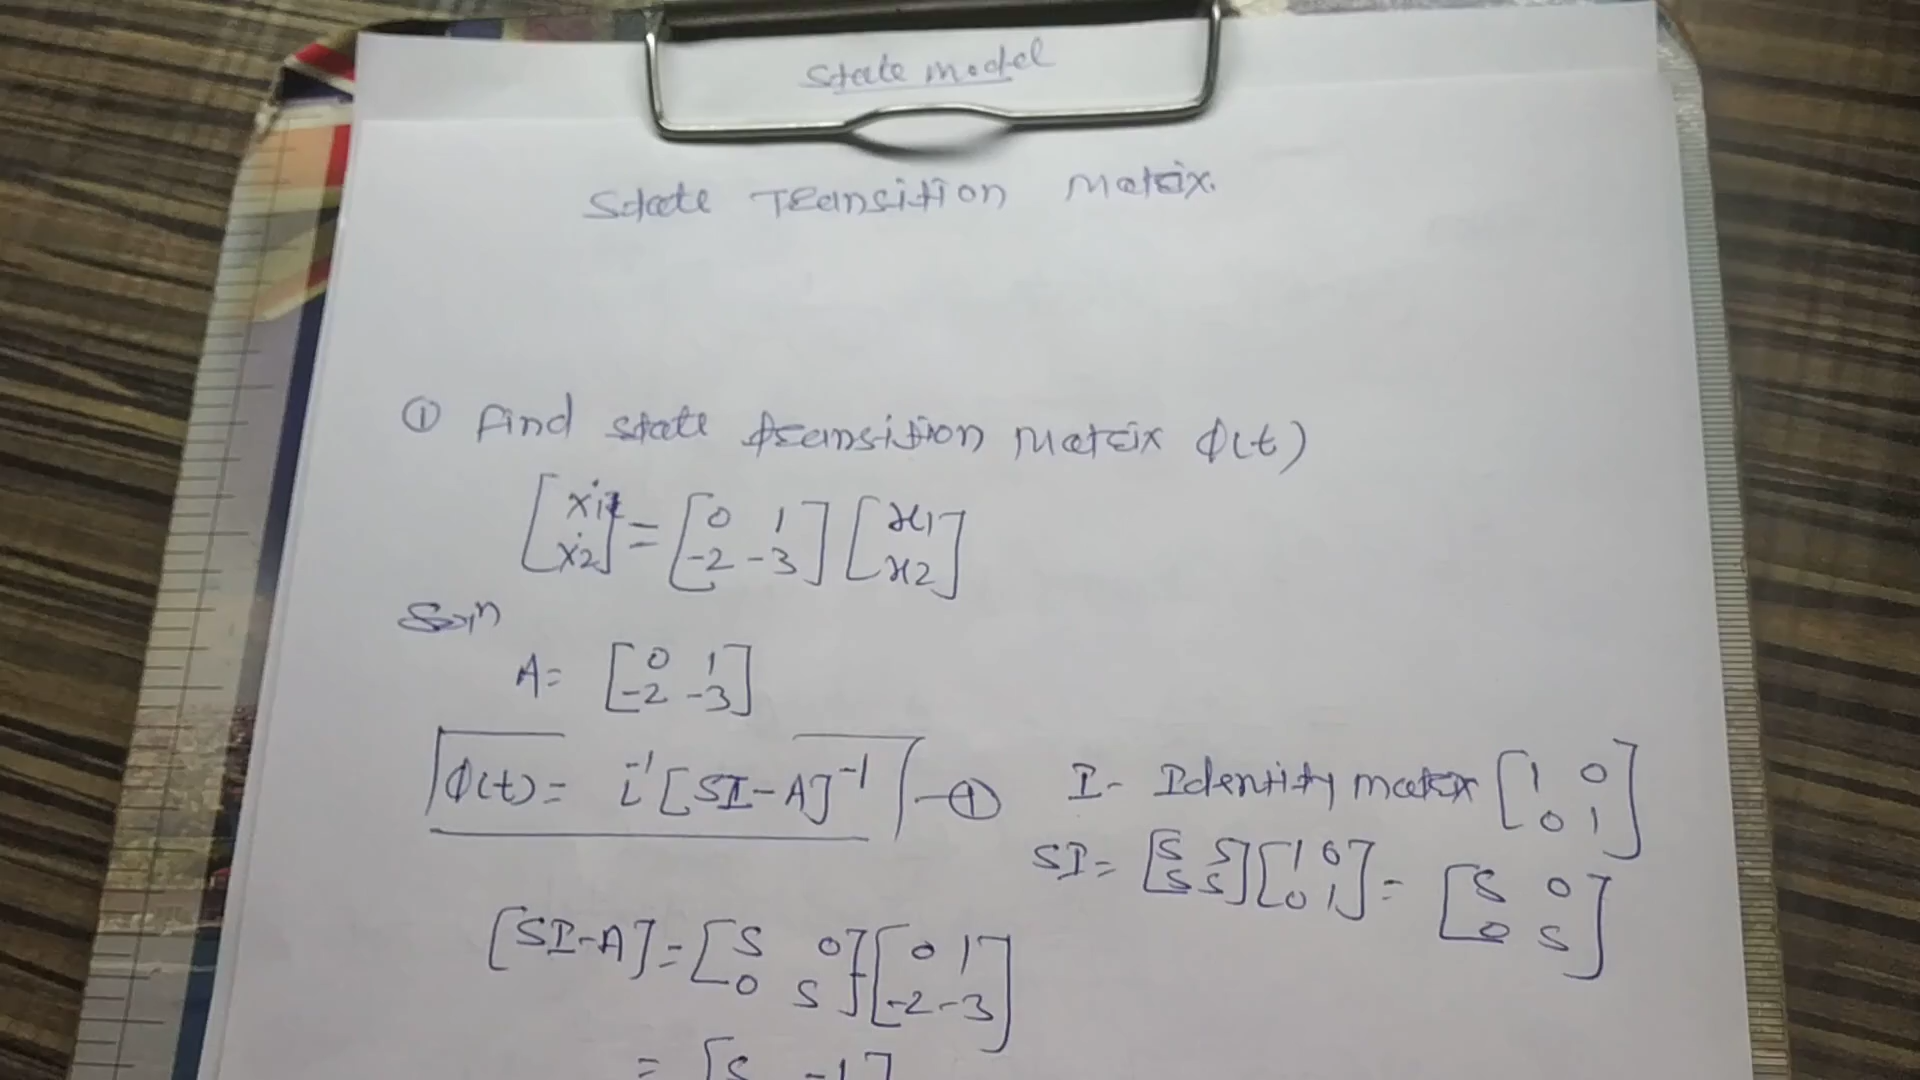 State model
State Transition Matrix.
① Find state transition matrix ϕ(t)
[ẋ1 ẋ2] = [0 1 -2 -3] [x1 x2]
Soln
A = [0 1 -2 -3]
ϕ(t) = L⁻¹[SI-A]⁻¹ —①
I - Identity matrix [1 0 0 1]
SI = [S S S S][1 0 0 1] = [S 0 0 S]
[SI-A] = [S 0 0 S] - [0 1 -2 -3]
= [S -1]